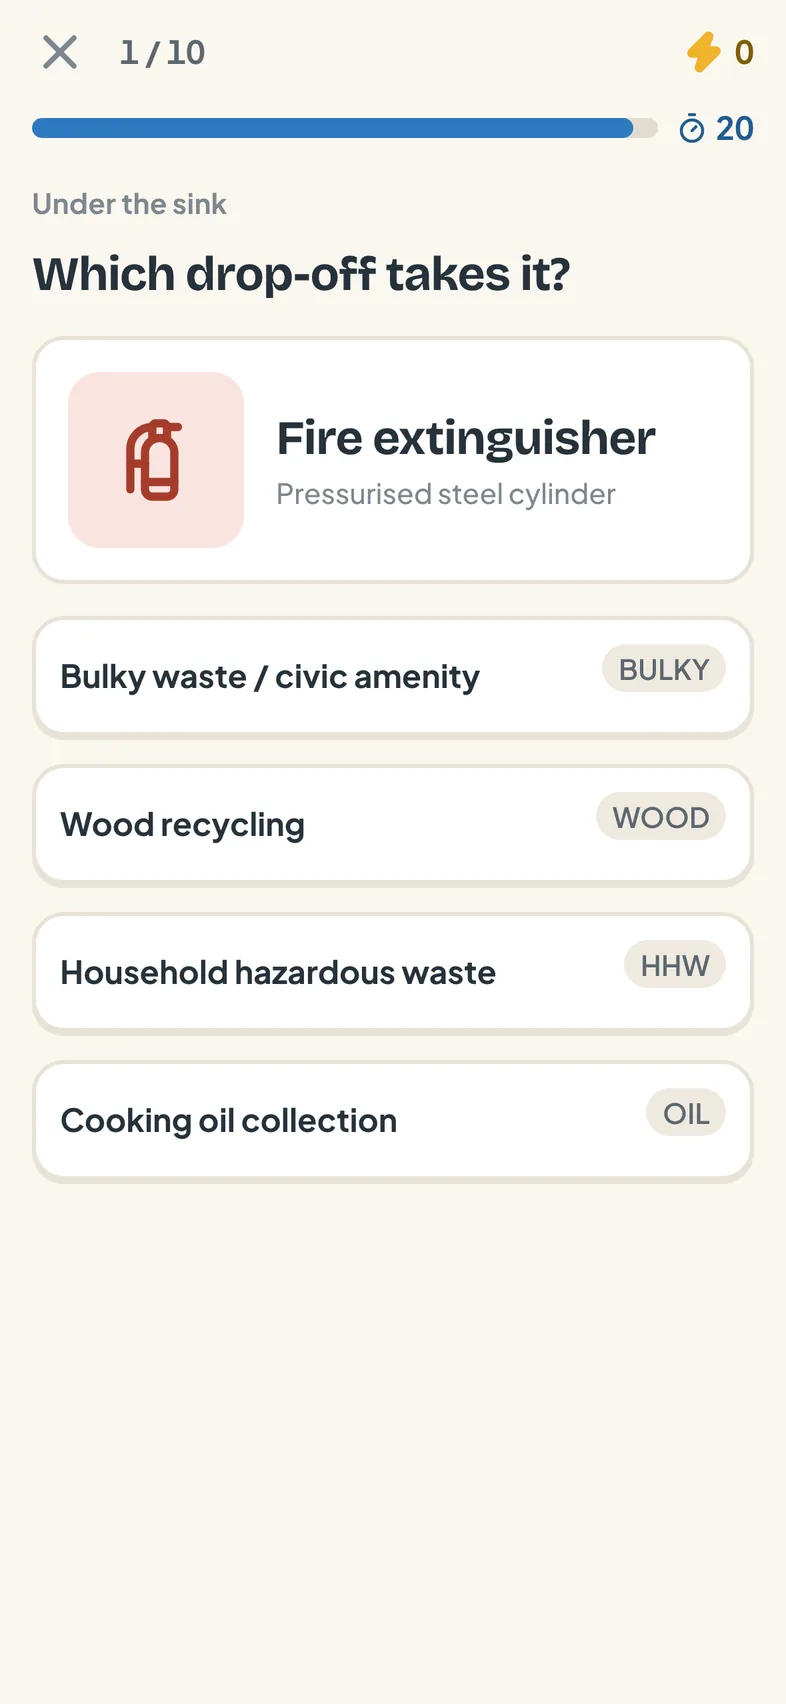 1 / 10
0
20
Under the sink
Which drop-off takes it?
Fire extinguisher
Pressurised steel cylinder
Bulky waste / civic amenity
BULKY
Wood recycling
WOOD
Household hazardous waste
HHW
Cooking oil collection
OIL